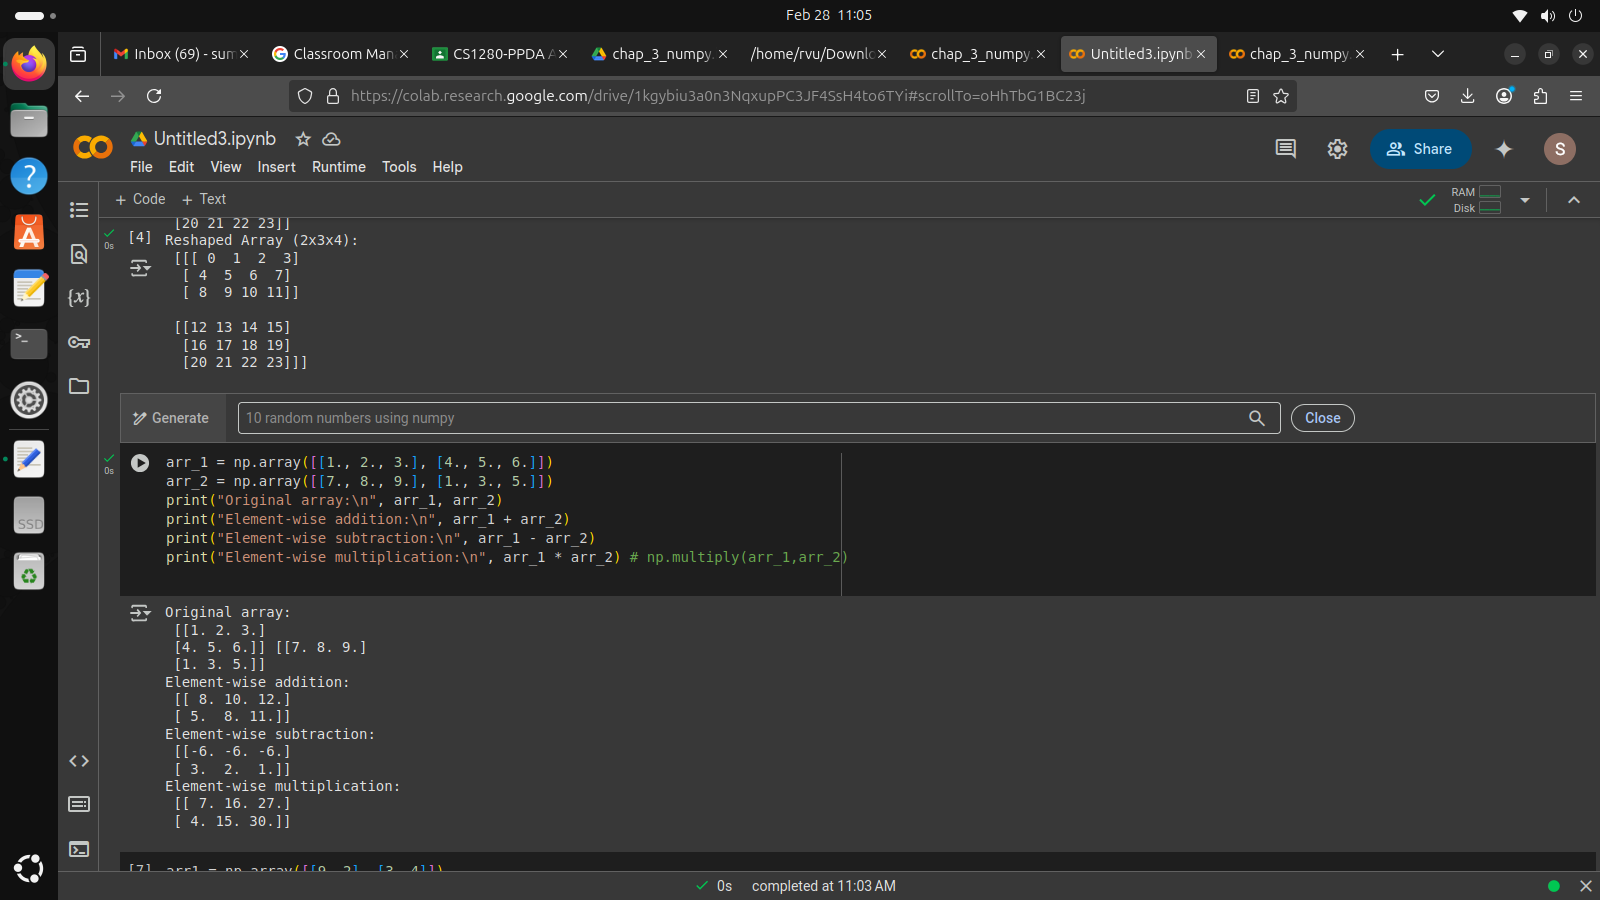 Feb 28 11:05
Inbox (69) - sum
Classroom Man
CS1280-PPDA A
chap_3_numpy.
/home/rvu/Downlo
chap_3_numpy.
Untitled3.ipynb
chap_3_numpy.
https://colab.research.google.com/drive/1kgybiu3a0n3NqxupPC3JF4SsH4to6TYi#scrollTo=oHhTbG1BC23j
Untitled3.ipynb
File Edit View Insert Runtime Tools Help
Share
S
+ Code + Text
RAM
Disk
[20 21 22 23]]
0s
[4] Reshaped Array (2x3x4):
[[[ 0 1 2 3]
[ 4 5 6 7]
[ 8 9 10 11]]
[[12 13 14 15]
[16 17 18 19]
[20 21 22 23]]]
Generate 10 random numbers using numpy Close
0s
arr_1 = np.array([[1., 2., 3.], [4., 5., 6.]])
arr_2 = np.array([[7., 8., 9.], [1., 3., 5.]])
print("Original array:\n", arr_1, arr_2)
print("Element-wise addition:\n", arr_1 + arr_2)
print("Element-wise subtraction:\n", arr_1 - arr_2)
print("Element-wise multiplication:\n", arr_1 * arr_2) # np.multiply(arr_1,arr_2)
Original array:
[[1. 2. 3.]
[4. 5. 6.]] [[7. 8. 9.]
[1. 3. 5.]]
Element-wise addition:
[[ 8. 10. 12.]
[ 5. 8. 11.]]
Element-wise subtraction:
[[-6. -6. -6.]
[ 3. 2. 1.]]
Element-wise multiplication:
[[ 7. 16. 27.]
[ 4. 15. 30.]]
[7] arr1 = np.array([[9, 2], [3, 4]])
0s completed at 11:03 AM
SSD